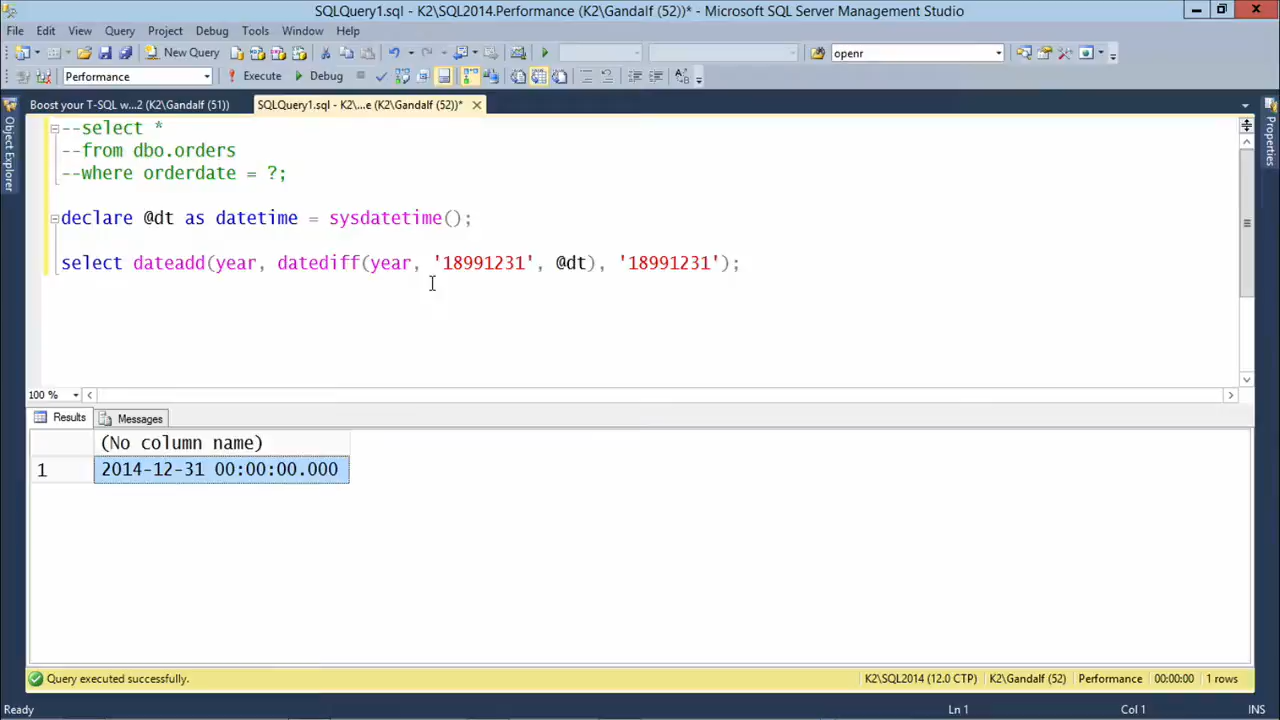 SQLQuery1.sql - K2\SQL2014.Performance (K2\Gandalf (52))* - Microsoft SQL Server Management Studio
File Edit View Query Project Debug Tools Window Help
New Query openr
Performance Execute Debug
Boost your T-SQL w...2 (K2\Gandalf (51)) SQLQuery1.sql - K2\...e (K2\Gandalf (52))*
Object Explorer
Properties
--select *
--from dbo.orders
--where orderdate = ?;
declare @dt as datetime = sysdatetime();
select dateadd(year, datediff(year, '18991231', @dt), '18991231');
100 %
Results Messages
(No column name)
1 2014-12-31 00:00:00.000
Query executed successfully. K2\SQL2014 (12.0 CTP) K2\Gandalf (52) Performance 00:00:00 1 rows
Ready Ln 1 Col 1 INS